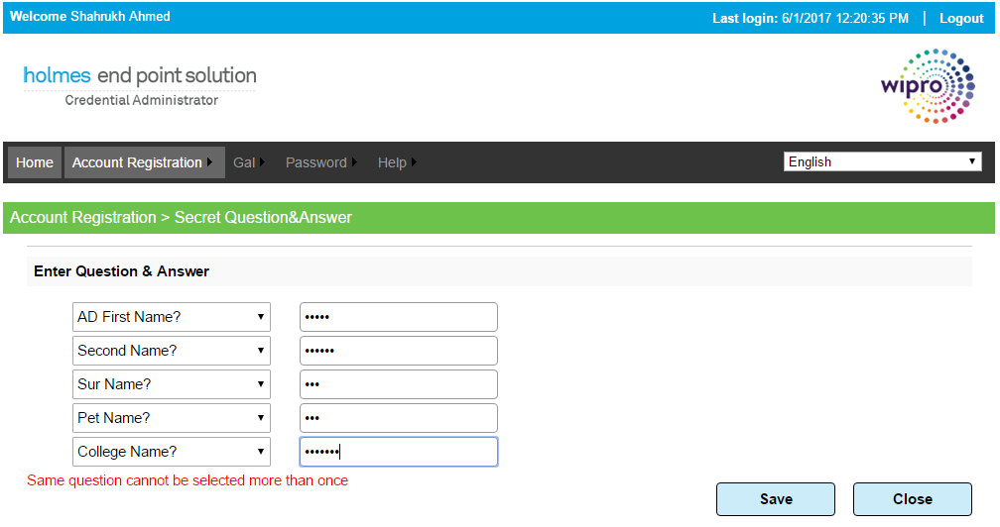 Welcome Shahrukh Ahmed
Last login: 6/1/2017 12:20:35 PM | Logout
holmes end point solution
Credential Administrator
wipro
Home Account Registration Gal Password Help
English
Account Registration > Secret Question&Answer
Enter Question & Answer
AD First Name? •••••
Second Name? ••••••
Sur Name? •••
Pet Name? •••
College Name? •••••••
Same question cannot be selected more than once
Save Close